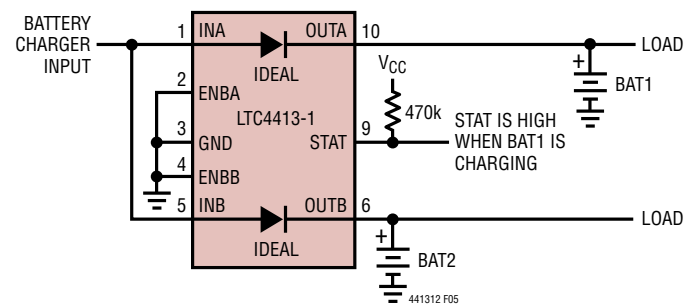 BATTERY
CHARGER
INPUT
1
INA
OUTA
10
LOAD
IDEAL
VCC
+
BAT1
2
ENBA
470k
LTC4413-1
3
GND
STAT
9
STAT IS HIGH
WHEN BAT1 IS
CHARGING
4
ENBB
5
INB
OUTB
6
LOAD
IDEAL
+
BAT2
441312 F05